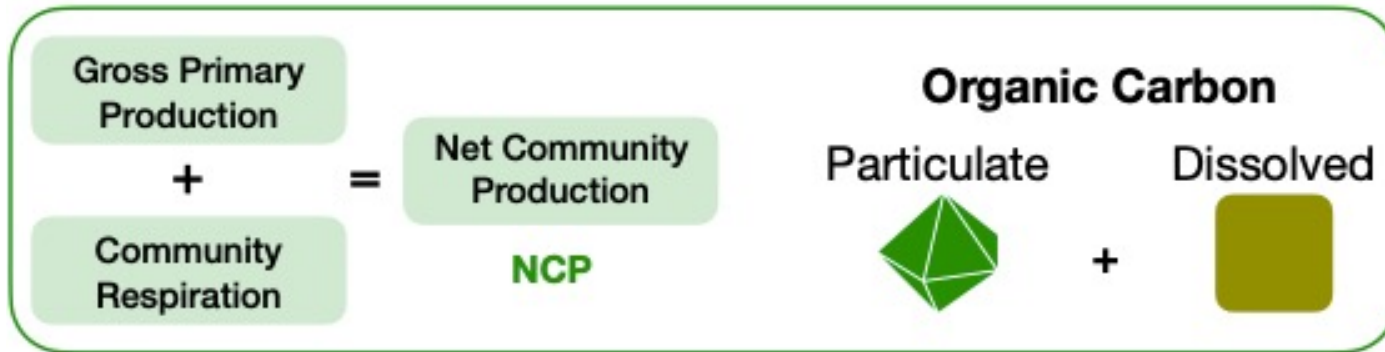 Gross Primary
Production
+
Community
Respiration
=
Net Community
Production
NCP
Organic Carbon
Particulate
+
Dissolved